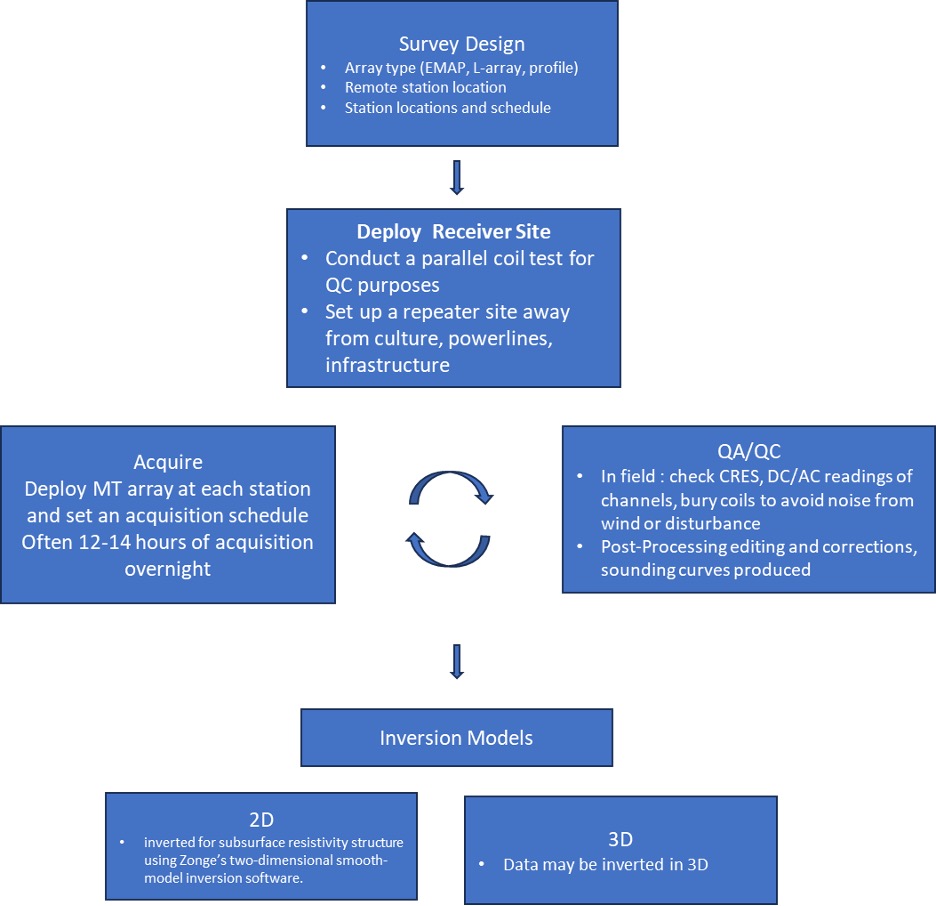 Survey Design
• Array type (EMAP, L-array, profile)
• Remote station location
• Station locations and schedule
Deploy Receiver Site
• Conduct a parallel coil test for
QC purposes
• Set up a repeater site away
from culture, powerlines,
infrastructure
Acquire
Deploy MT array at each station
and set an acquisition schedule
Often 12-14 hours of acquisition
overnight
QA/QC
• In field : check CRES, DC/AC readings of
channels, bury coils to avoid noise from
wind or disturbance
• Post-Processing editing and corrections,
sounding curves produced
Inversion Models
2D
• inverted for subsurface resistivity structure
using Zonge’s two-dimensional smooth-
model inversion software.
3D
• Data may be inverted in 3D